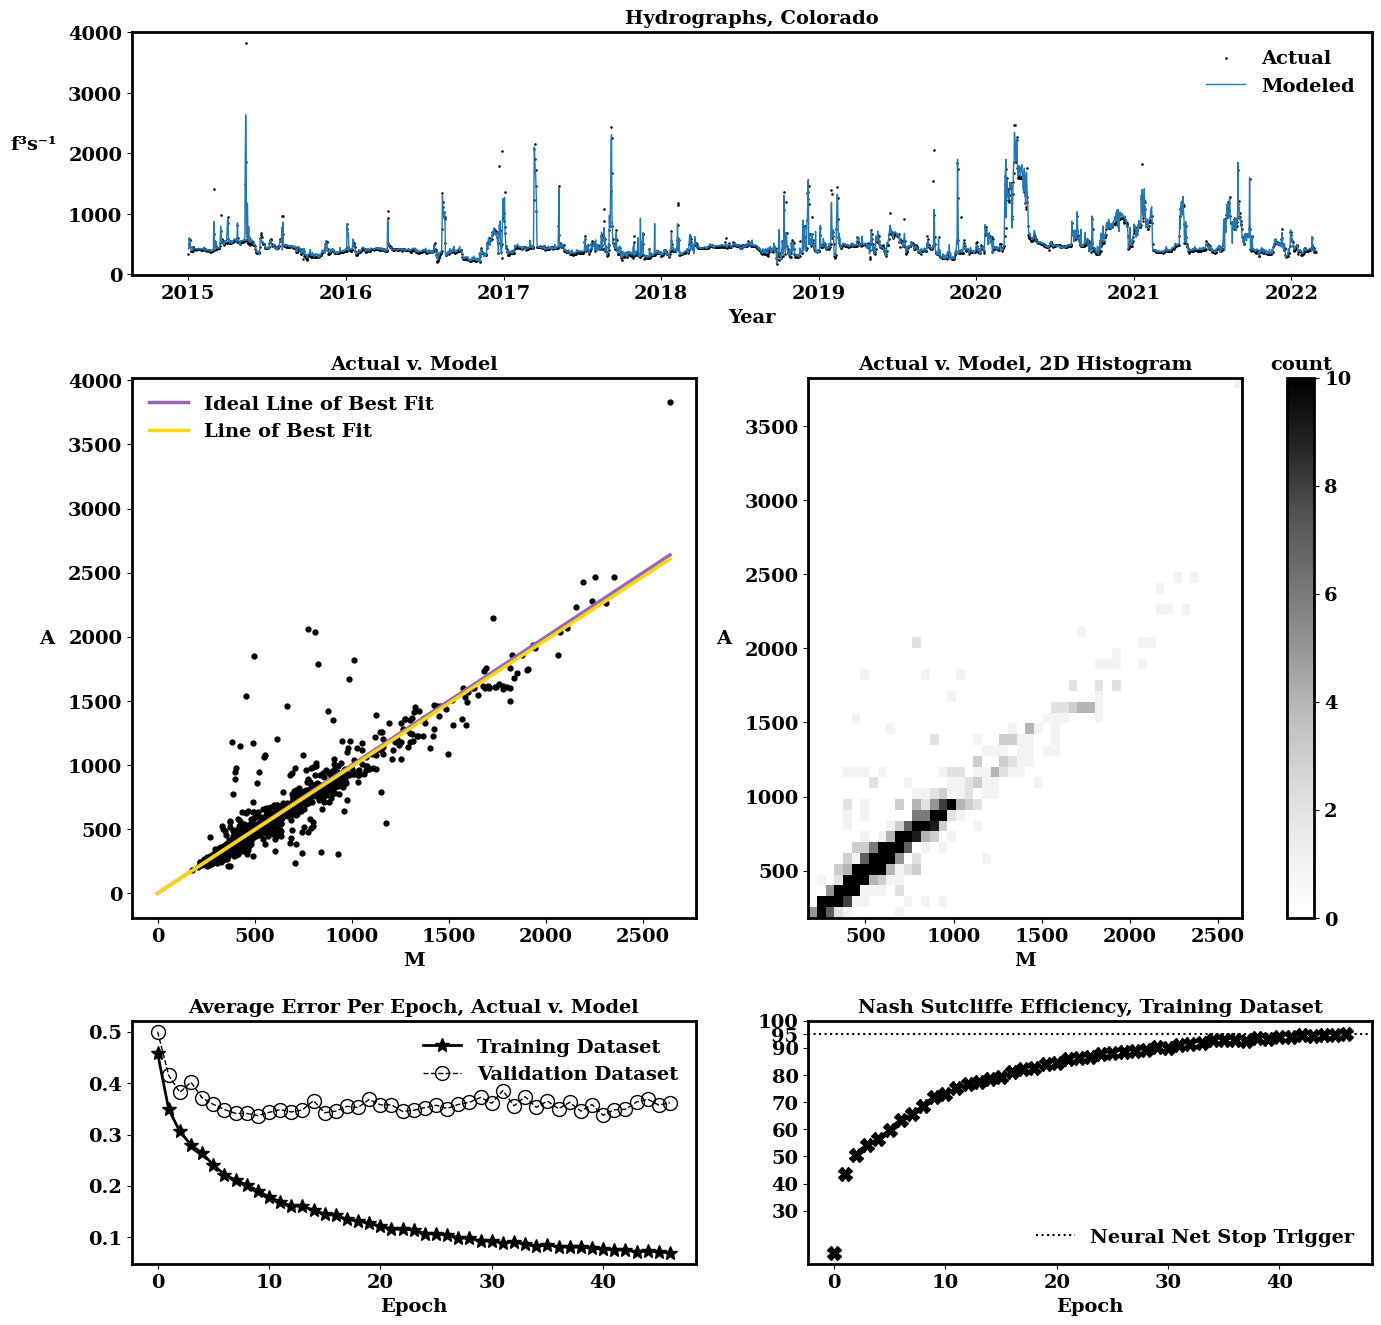 Hydrographs, Colorado
4000
3000
2000
1000
0
f³s⁻¹
Actual
Modeled
2015 2016 2017 2018 2019 2020 2021 2022
Year
Actual v. Model
4000
3500
3000
2500
2000
1500
1000
500
0
A
Ideal Line of Best Fit
Line of Best Fit
0 500 1000 1500 2000 2500
M
Actual v. Model, 2D Histogram
3500
3000
2500
2000
1500
1000
500
A
500 1000 1500 2000 2500
M
count
10
8
6
4
2
0
Average Error Per Epoch, Actual v. Model
0.5
0.4
0.3
0.2
0.1
Training Dataset
Validation Dataset
0 10 20 30 40
Epoch
Nash Sutcliffe Efficiency, Training Dataset
100
95
90
80
70
60
50
40
30
Neural Net Stop Trigger
0 10 20 30 40
Epoch